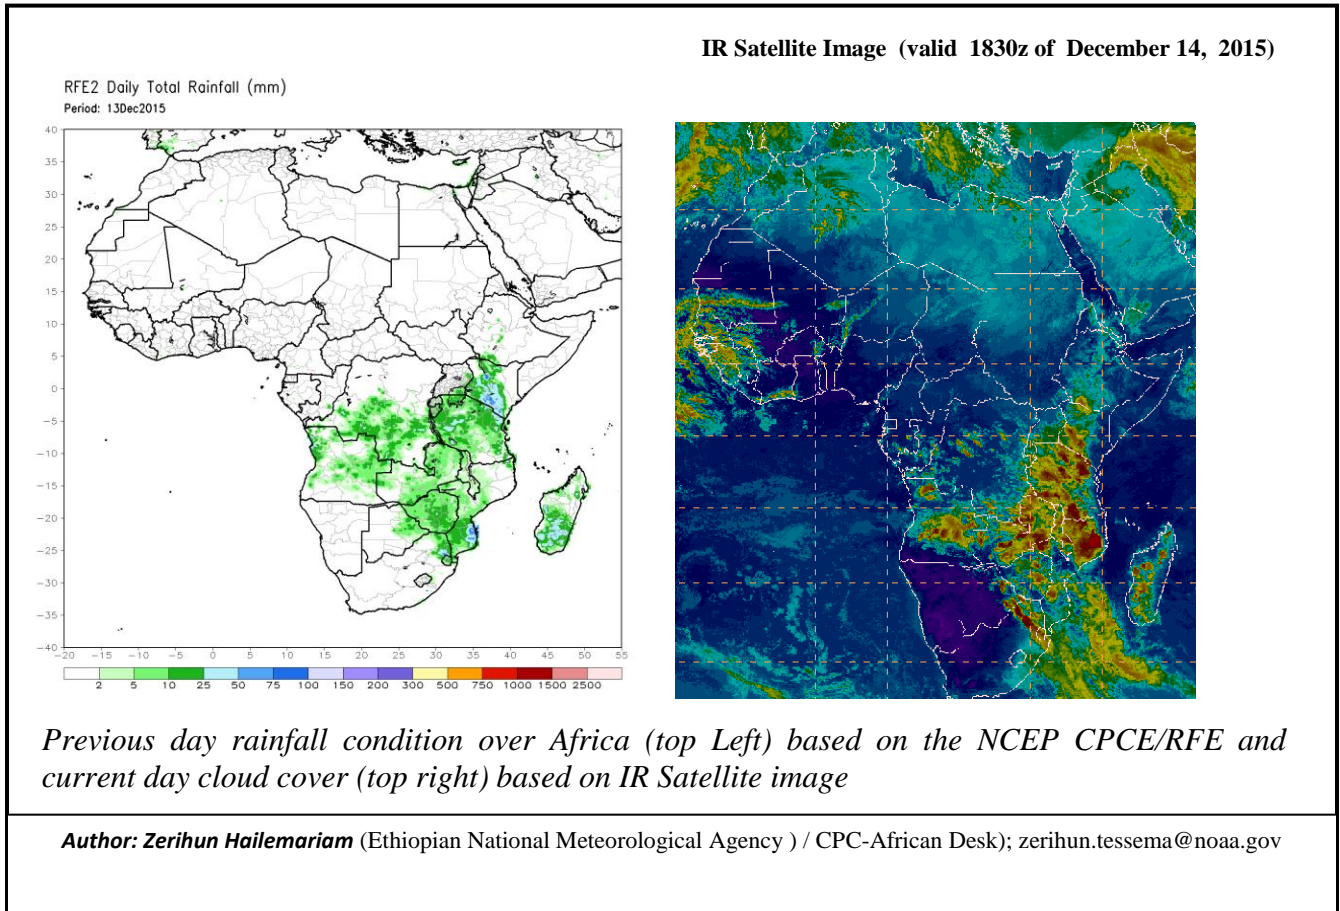 IR Satellite Image (valid 1830z of December 14, 2015)
RFE2 Daily Total Rainfall (mm)
Period: 13Dec2015
40
35
30
25
20
15
10
5
0
−5
−10
−15
−20
−25
−30
−35
−40
−20 −15 −10 −5 0 5 10 15 20 25 30 35 40 45 50 55
2 5 10 25 50 75 100 150 200 300 500 750 1000 1500 2500
Previous day rainfall condition over Africa (top Left) based on the NCEP CPCE/RFE and
current day cloud cover (top right) based on IR Satellite image
Author: Zerihun Hailemariam (Ethiopian National Meteorological Agency ) / CPC-African Desk); zerihun.tessema@noaa.gov